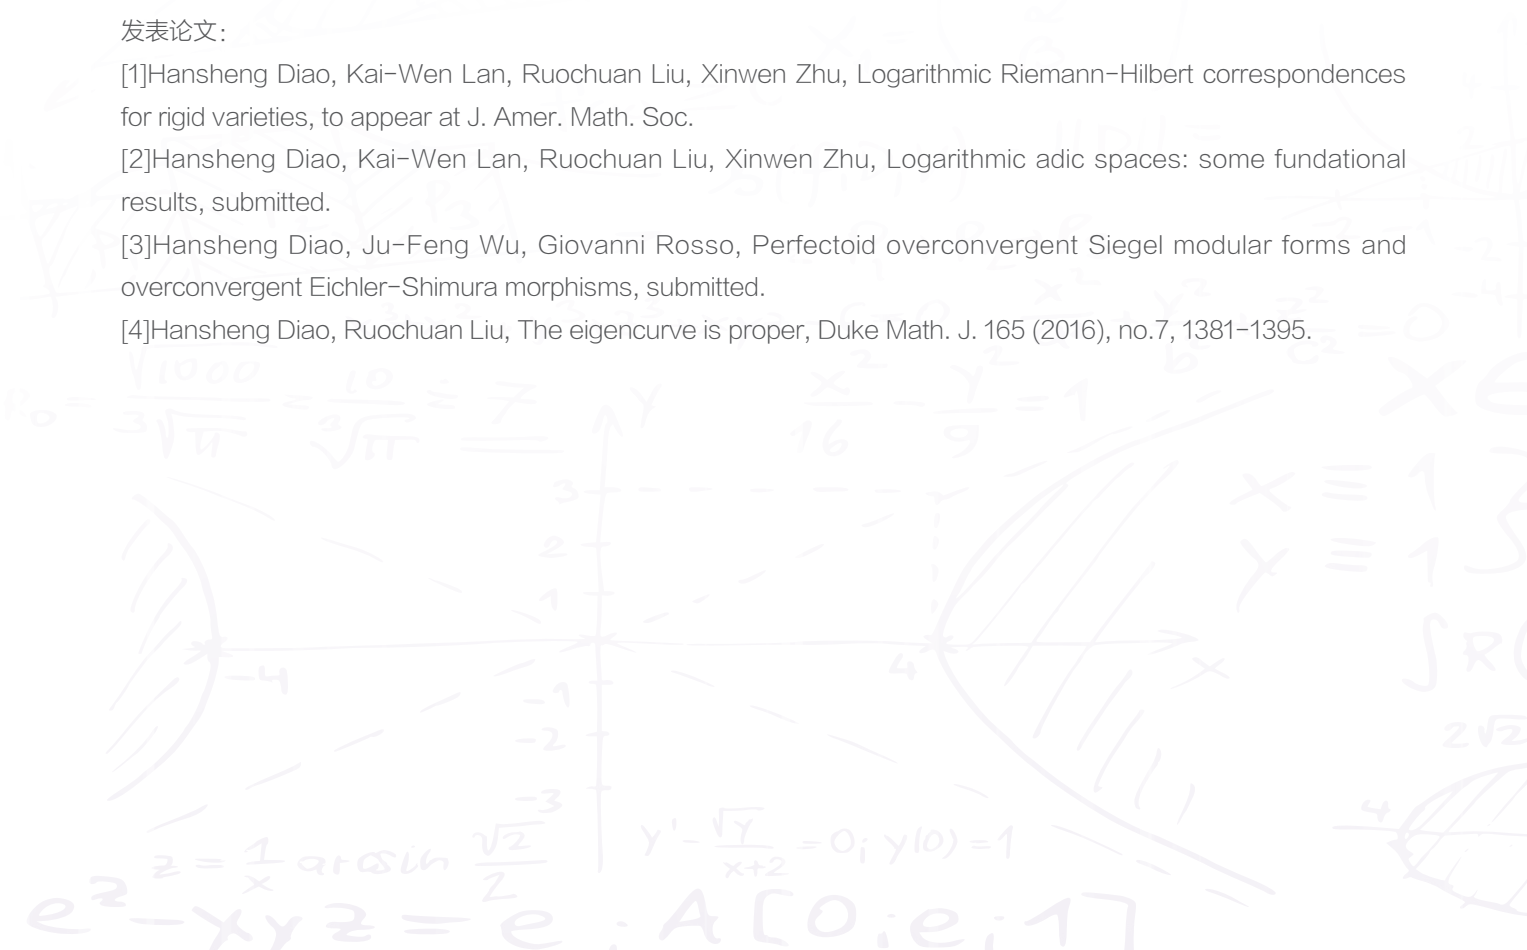 发表论文：
[1]Hansheng Diao, Kai-Wen Lan, Ruochuan Liu, Xinwen Zhu, Logarithmic Riemann-Hilbert correspondences
for rigid varieties, to appear at J. Amer. Math. Soc.
[2]Hansheng Diao, Kai-Wen Lan, Ruochuan Liu, Xinwen Zhu, Logarithmic adic spaces: some fundational
results, submitted.
[3]Hansheng Diao, Ju-Feng Wu, Giovanni Rosso, Perfectoid overconvergent Siegel modular forms and
overconvergent Eichler-Shimura morphisms, submitted.
[4]Hansheng Diao, Ruochuan Liu, The eigencurve is proper, Duke Math. J. 165 (2016), no.7, 1381-1395.